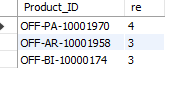 Product_ID re
OFF-PA-10001970 4
OFF-AR-10001958 3
OFF-BI-10000174 3